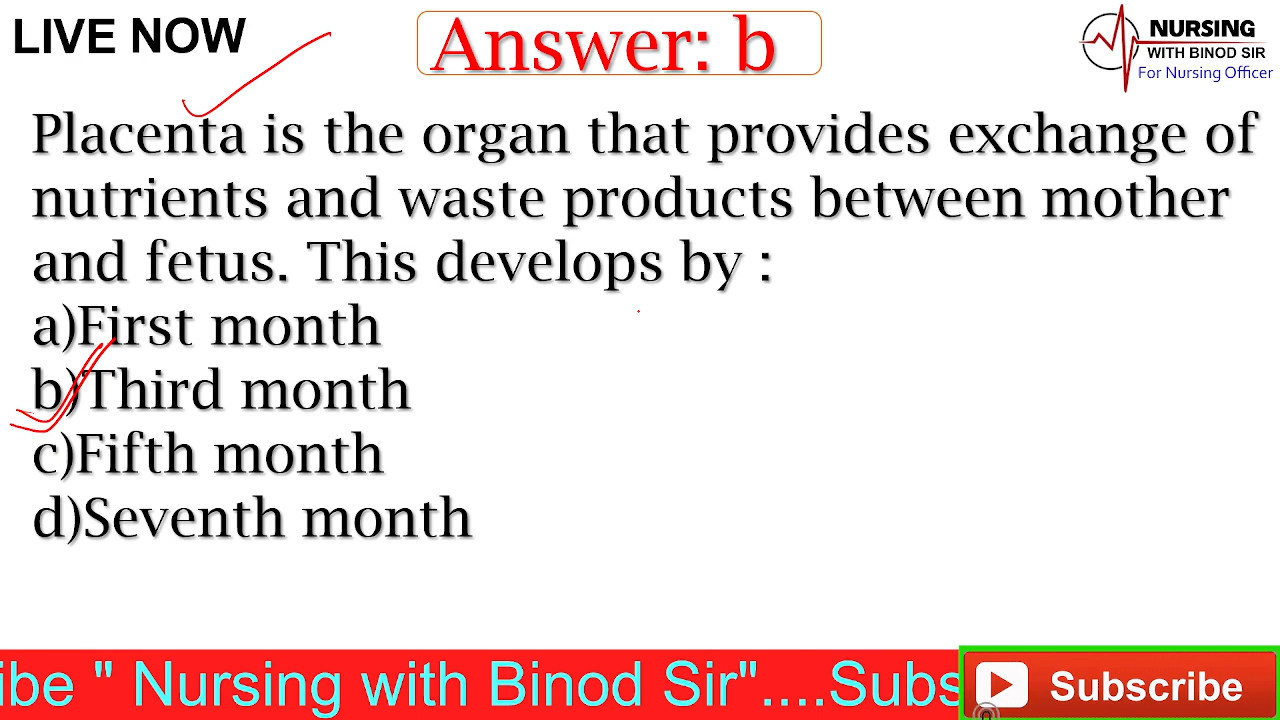 LIVE NOW
Answer: b
NURSING
WITH BINOD SIR
For Nursing Officer
Placenta is the organ that provides exchange of
nutrients and waste products between mother
and fetus. This develops by :
a)First month
b)Third month
c)Fifth month
d)Seventh month
ibe " Nursing with Binod Sir"....Subs
Subscribe